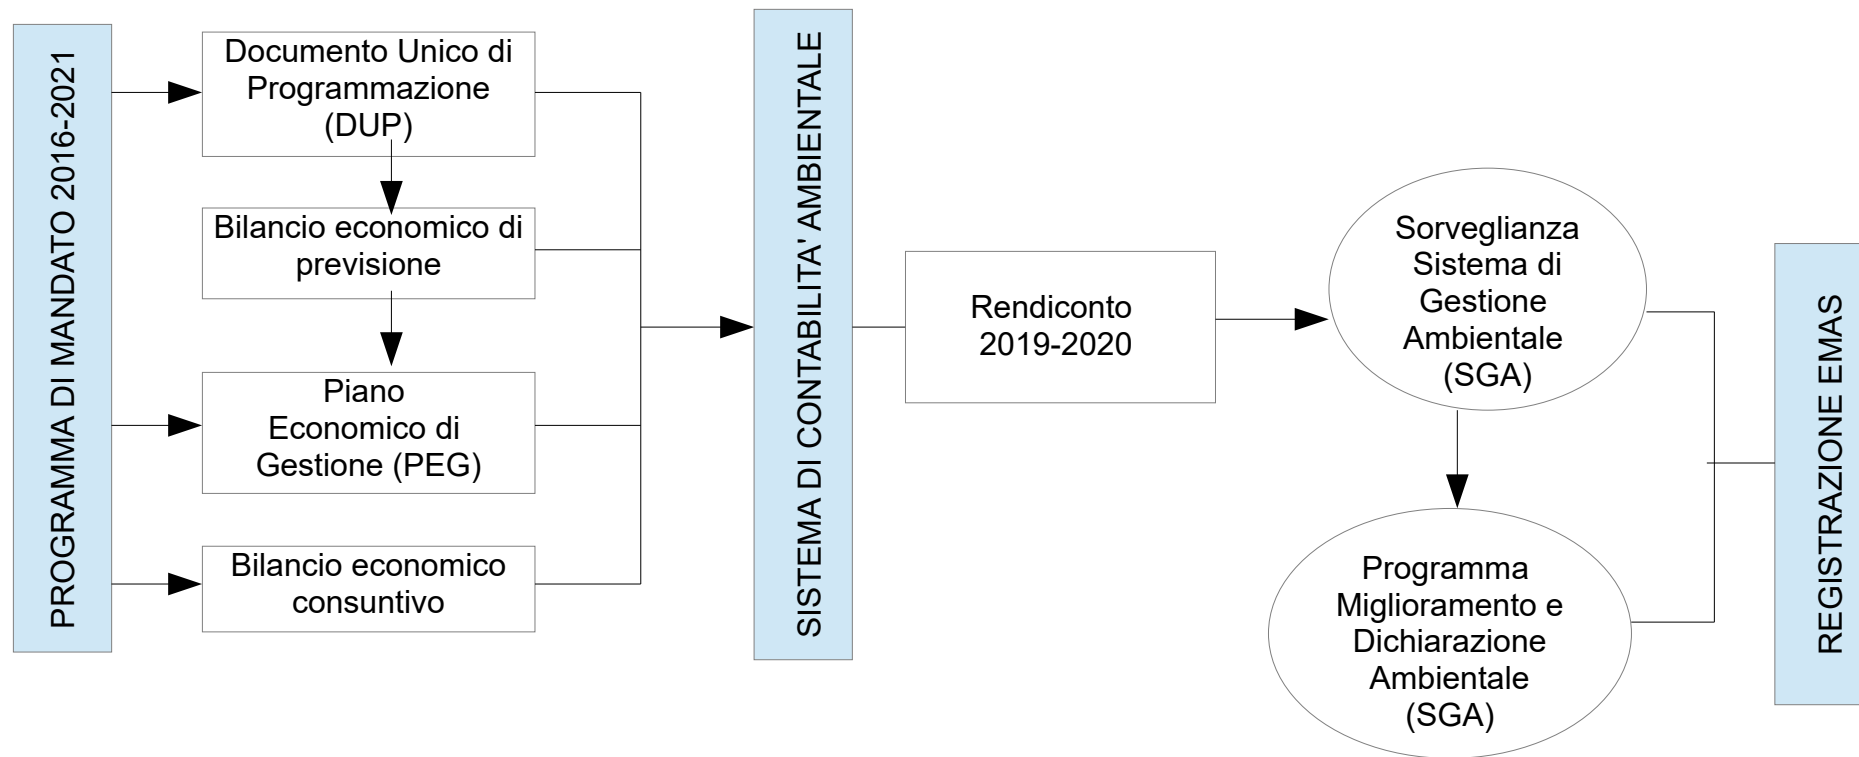 PROGRAMMA DI MANDATO 2016-2021
Documento Unico di
Programmazione
(DUP)
Bilancio economico di
previsione
Piano
Economico di
Gestione (PEG)
Bilancio economico
consuntivo
SISTEMA DI CONTABILITA' AMBIENTALE
Rendiconto
2019-2020
Sorveglianza
Sistema di
Gestione
Ambientale
(SGA)
Programma
Miglioramento e
Dichiarazione
Ambientale
(SGA)
REGISTRAZIONE EMAS